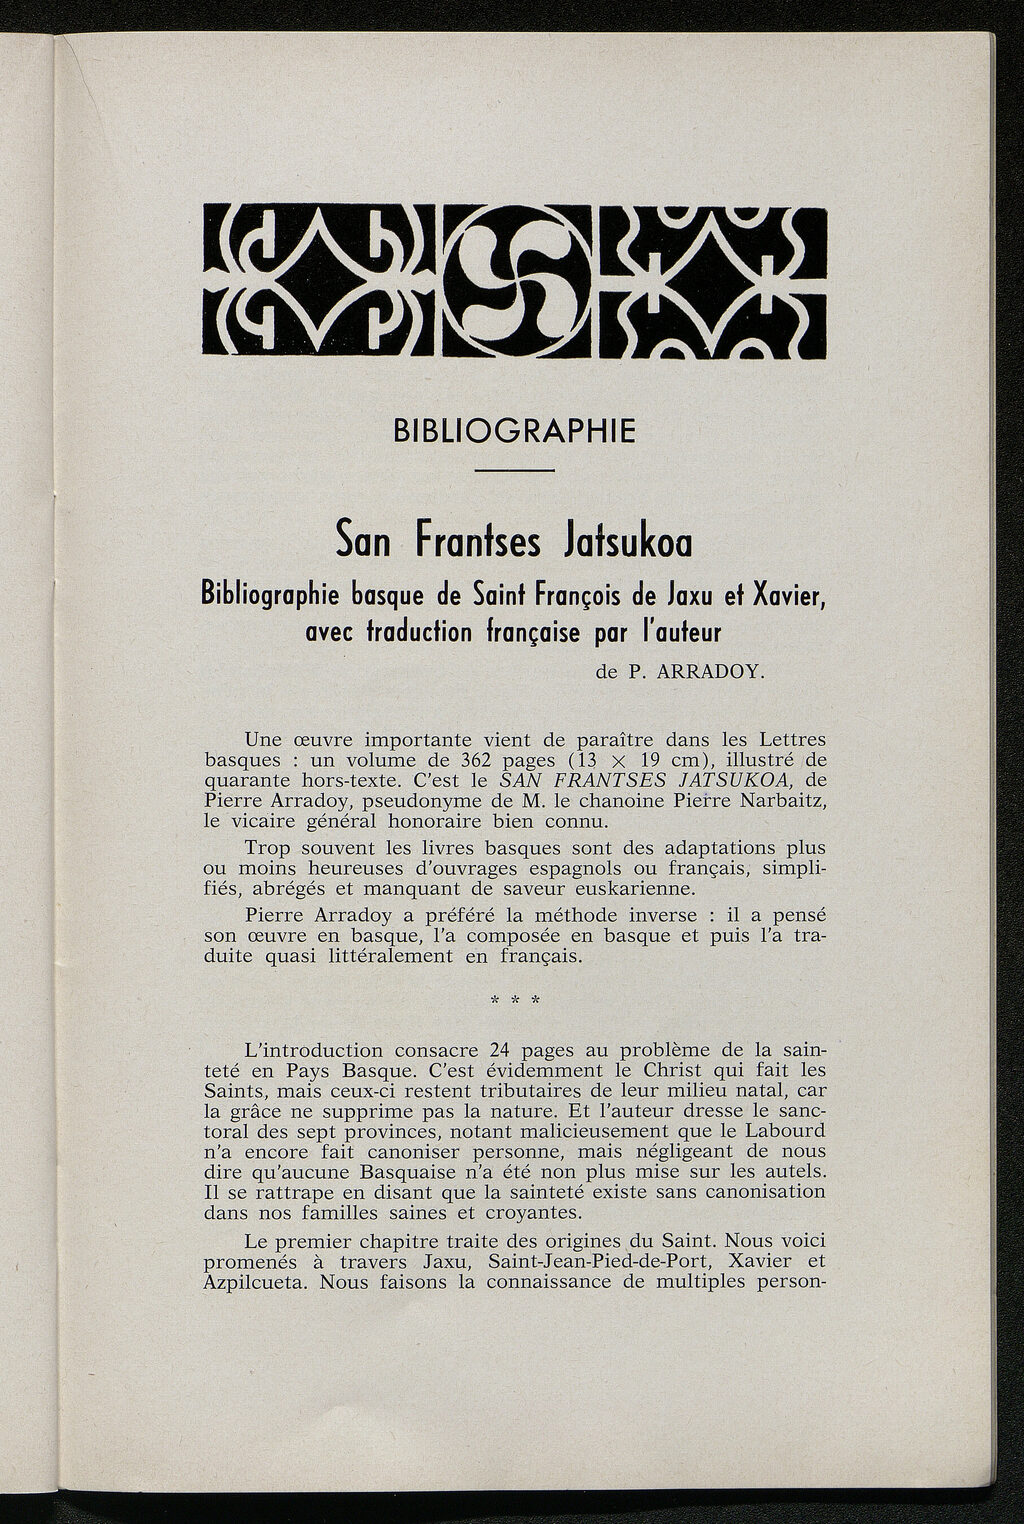 BIBLIOGRAPHIE
San Frantses Jatsukoa
Bibliographie basque de Saint François de Jaxu et Xavier,
avec traduction française par l'auteur
de P. ARRADOY.
Une œuvre importante vient de paraître dans les Lettres
basques : un volume de 362 pages (13 × 19 cm), illustré de
quarante hors-texte. C'est le SAN FRANTSES JATSUKOA, de
Pierre Arradoy, pseudonyme de M. le chanoine Pierre Narbaitz,
le vicaire général honoraire bien connu.
Trop souvent les livres basques sont des adaptations plus
ou moins heureuses d'ouvrages espagnols ou français, simpli-
fiés, abrégés et manquant de saveur euskarienne.
Pierre Arradoy a préféré la méthode inverse : il a pensé
son œuvre en basque, l'a composée en basque et puis l'a tra-
duite quasi littéralement en français.
* * *
L'introduction consacre 24 pages au problème de la sain-
teté en Pays Basque. C'est évidemment le Christ qui fait les
Saints, mais ceux-ci restent tributaires de leur milieu natal, car
la grâce ne supprime pas la nature. Et l'auteur dresse le sanc-
toral des sept provinces, notant malicieusement que le Labourd
n'a encore fait canoniser personne, mais négligeant de nous
dire qu'aucune Basquaise n'a été non plus mise sur les autels.
Il se rattrape en disant que la sainteté existe sans canonisation
dans nos familles saines et croyantes.
Le premier chapitre traite des origines du Saint. Nous voici
promenés à travers Jaxu, Saint-Jean-Pied-de-Port, Xavier et
Azpilcueta. Nous faisons la connaissance de multiples person-